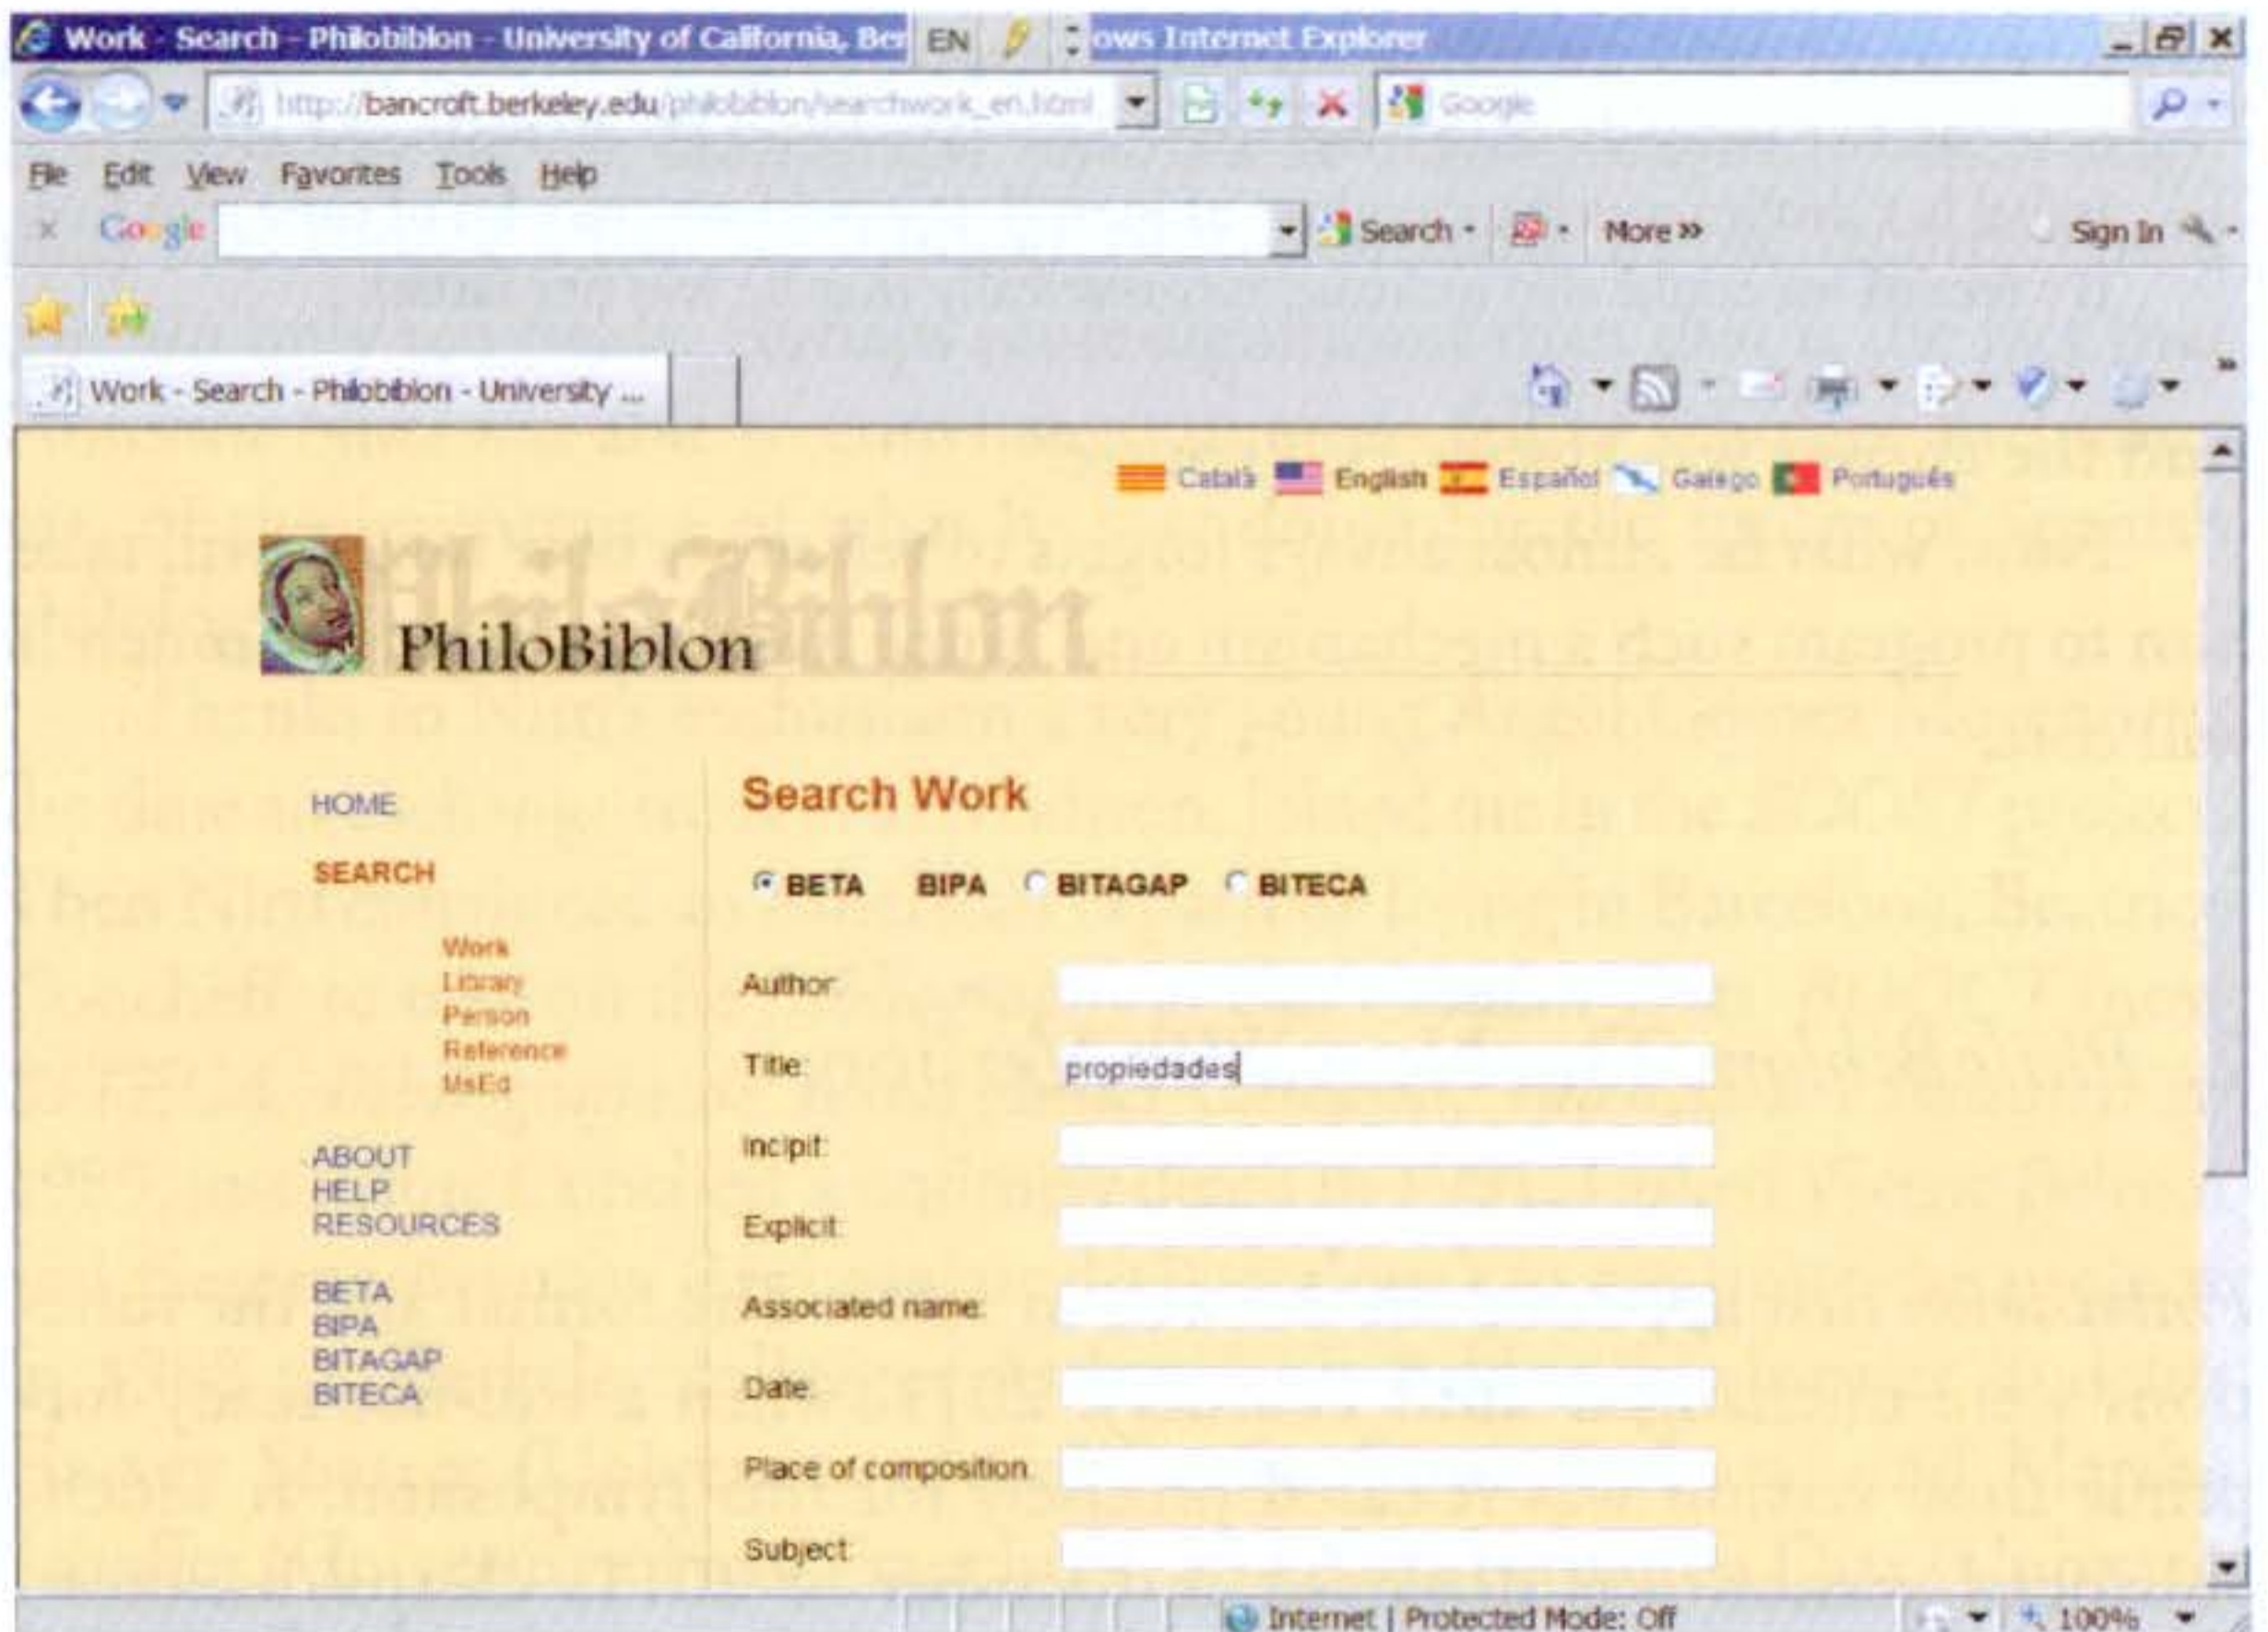 Work - Search - Philobiblon - University of California, Ber EN ows Internet Explorer
http://bancroft.berkeley.edu/philobiblon/searchwork_en.html Google
File Edit View Favorites Tools Help
Google Search More >> Sign In
Work - Search - Philobiblon - University ...
Català English Español Galego Português
PhiloBiblon
PhiloBiblon
HOME
SEARCH
Work
Library
Person
Reference
MsEd
ABOUT
HELP
RESOURCES
BETA
BIPA
BITAGAP
BITECA
Search Work
BETA BIPA BITAGAP BITECA
Author:
Title: propiedades
Incipit:
Explicit:
Associated name:
Date:
Place of composition:
Subject:
Internet | Protected Mode: Off 100%